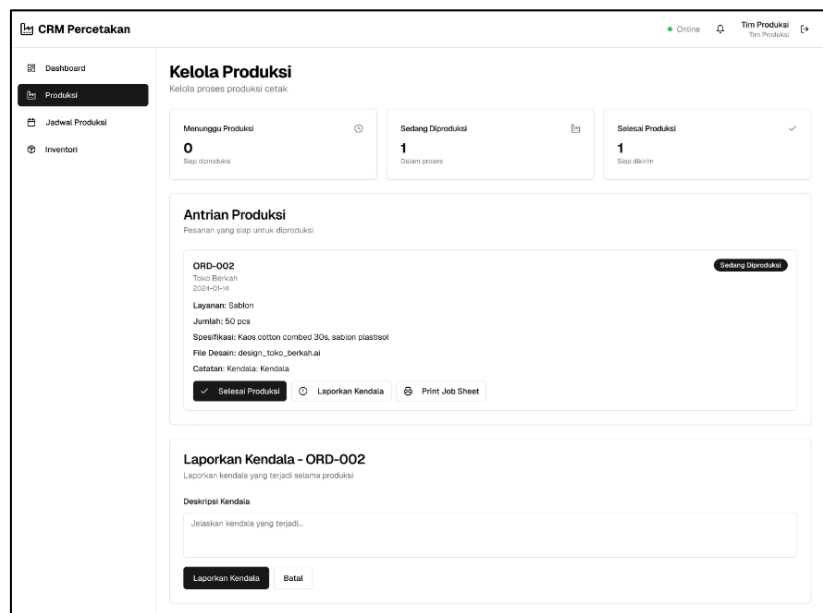 CRM Percetakan
Online
Tim Produksi
Tim Produksi
Dashboard
Produksi
Jadwal Produksi
Inventori
Kelola Produksi
Kelola proses produksi cetak
Menunggu Produksi
0
Siap diproduksi
Sedang Diproduksi
1
Dalam proses
Selesai Produksi
1
Siap dikirim
Antrian Produksi
Pesanan yang siap untuk diproduksi
ORD-002
Sedang Diproduksi
Toko Berkah
2024-01-14
Layanan: Sablon
Jumlah: 50 pcs
Spesifikasi: Kaos cotton combed 30s, sablon plastisol
File Desain: design_toko_berkah.ai
Catatan: Kendala: Kendala
Selesai Produksi
Laporkan Kendala
Print Job Sheet
Laporkan Kendala - ORD-002
Laporkan kendala yang terjadi selama produksi
Deskripsi Kendala
Jelaskan kendala yang terjadi...
Laporkan Kendala
Batal